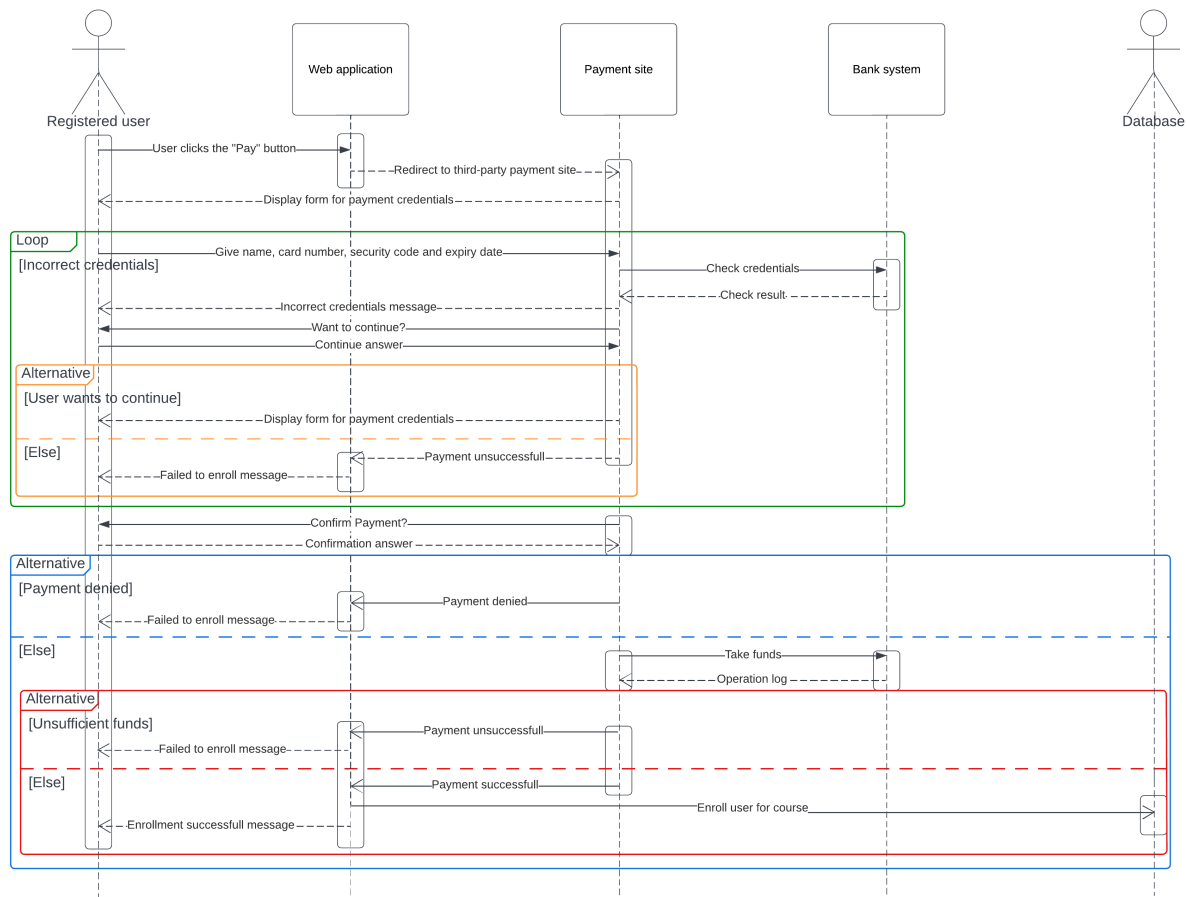 Web application
Payment site
Bank system
Registered user
Database
User clicks the "Pay" button
Redirect to third-party payment site
Display form for payment credentials
Loop
Give name, card number, security code and expiry date
[Incorrect credentials]
Check credentials
Check result
Incorrect credentials message
Want to continue?
Continue answer
Alternative
[User wants to continue]
Display form for payment credentials
[Else]
Payment unsuccessfull
Failed to enroll message
Confirm Payment?
Confirmation answer
Alternative
[Payment denied]
Payment denied
Failed to enroll message
[Else]
Take funds
Operation log
Alternative
[Unsufficient funds]
Payment unsuccessfull
Failed to enroll message
[Else]
Payment successfull
Enroll user for course
Enrollment successfull message